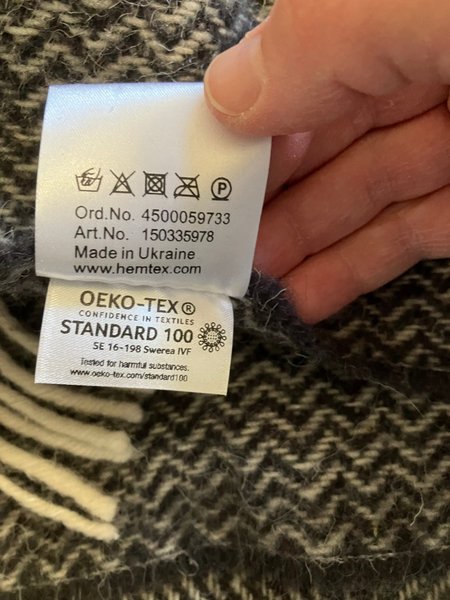 P
Ord.No. 4500059733
Art.No. 150335978
Made in Ukraine
www.hemtex.com
OEKO-TEX®
CONFIDENCE IN TEXTILES
STANDARD 100
SE 16-198 Swerea IVF
Tested for harmful substances.
www.oeko-tex.com/standard100